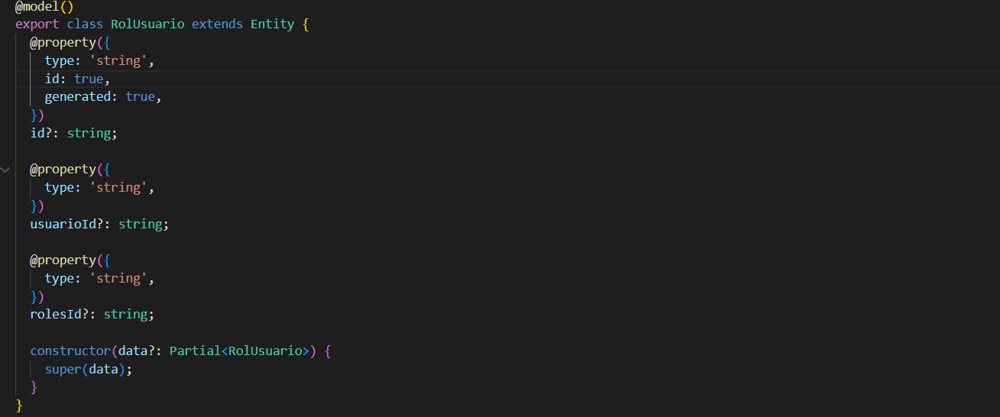 @model()
export class RolUsuario extends Entity {
@property({
type: 'string',
id: true,
generated: true,
})
id?: string;
@property({
type: 'string',
})
usuarioId?: string;
@property({
type: 'string',
})
rolesId?: string;
constructor(data?: Partial<RolUsuario>) {
super(data);
}
}